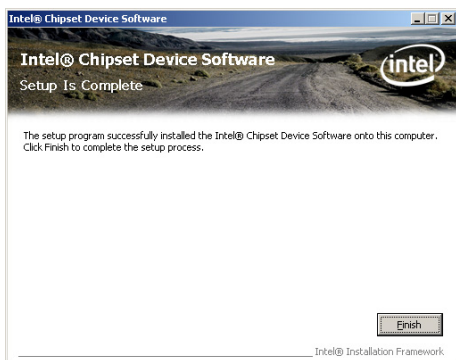 Intel® Chipset Device Software
Intel® Chipset Device Software
Setup Is Complete
intel
The setup program successfully installed the Intel® Chipset Device Software onto this computer.
Click Finish to complete the setup process.
Finish
Intel® Installation Framework